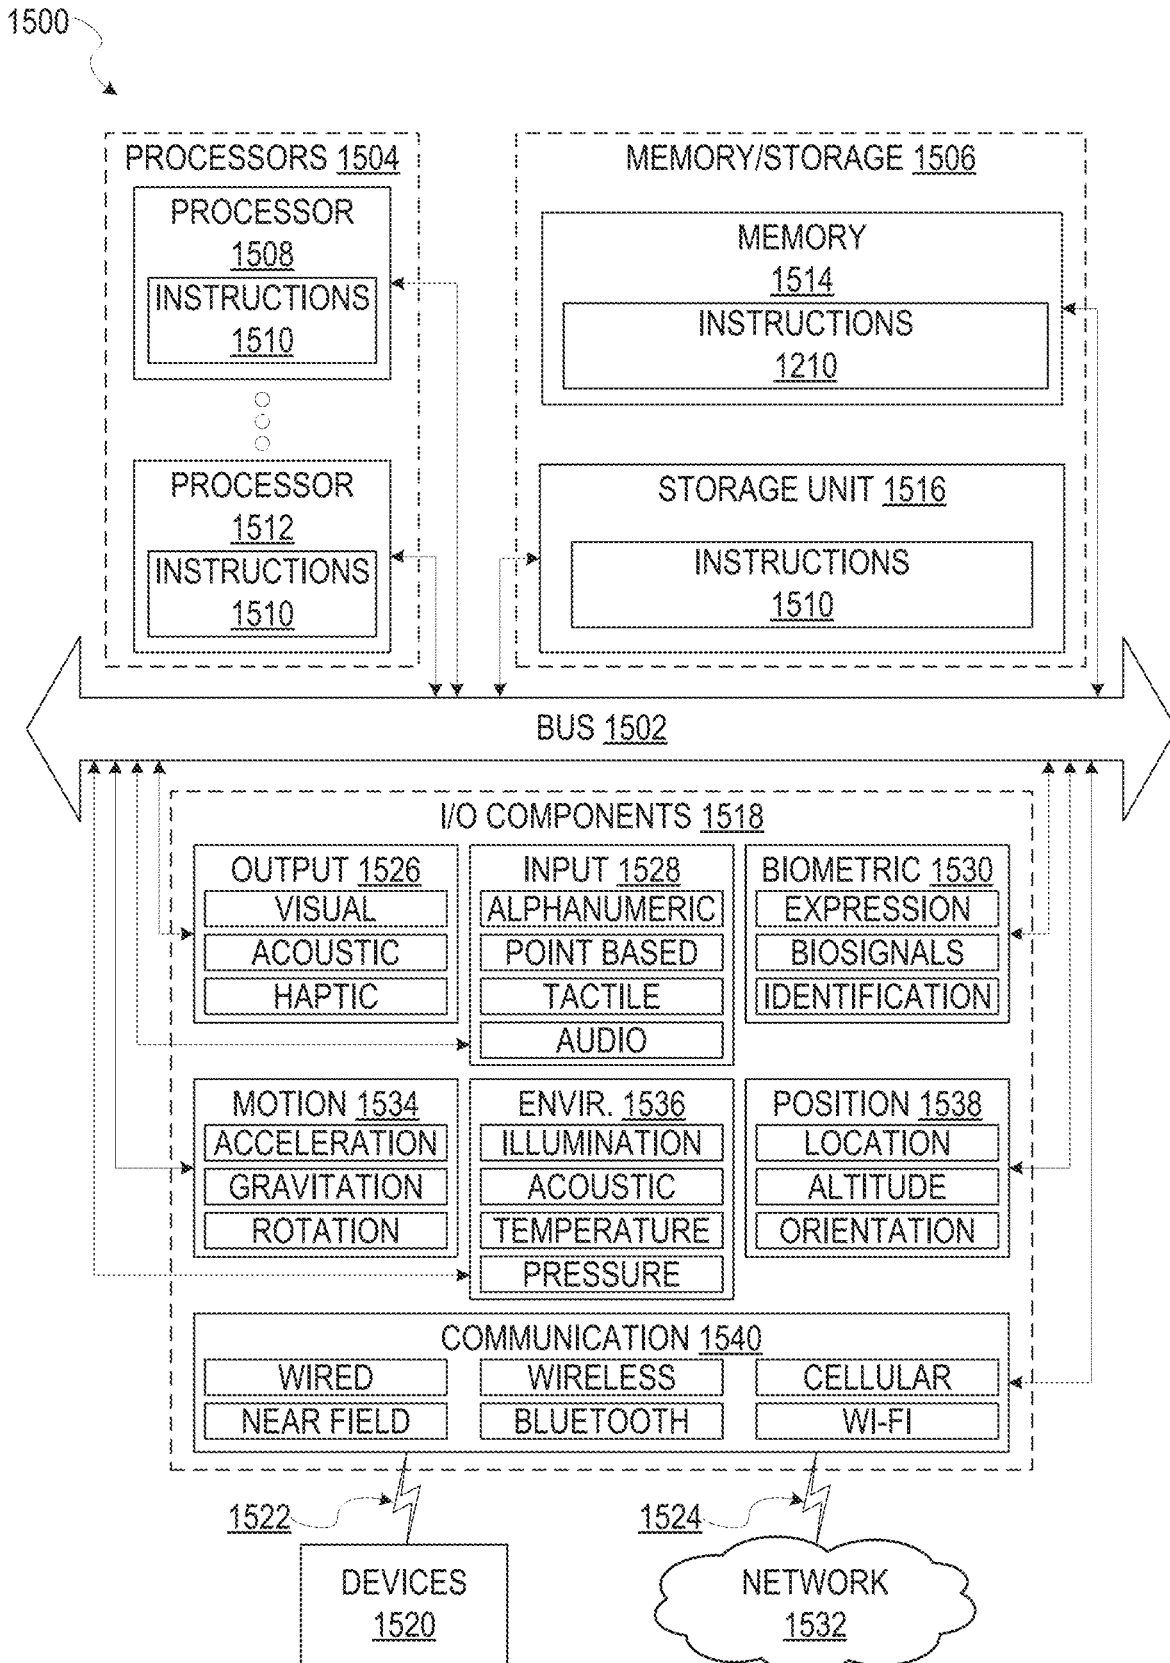 1500
PROCESSORS 1504
PROCESSOR
1508
INSTRUCTIONS
1510
PROCESSOR
1512
INSTRUCTIONS
1510
MEMORY/STORAGE 1506
MEMORY
1514
INSTRUCTIONS
1210
STORAGE UNIT 1516
INSTRUCTIONS
1510
BUS 1502
I/O COMPONENTS 1518
OUTPUT 1526
VISUAL
ACOUSTIC
HAPTIC
INPUT 1528
ALPHANUMERIC
POINT BASED
TACTILE
AUDIO
BIOMETRIC 1530
EXPRESSION
BIOSIGNALS
IDENTIFICATION
MOTION 1534
ACCELERATION
GRAVITATION
ROTATION
ENVIR. 1536
ILLUMINATION
ACOUSTIC
TEMPERATURE
PRESSURE
POSITION 1538
LOCATION
ALTITUDE
ORIENTATION
COMMUNICATION 1540
WIRED
WIRELESS
CELLULAR
NEAR FIELD
BLUETOOTH
WI-FI
1522
1524
DEVICES
1520
NETWORK
1532